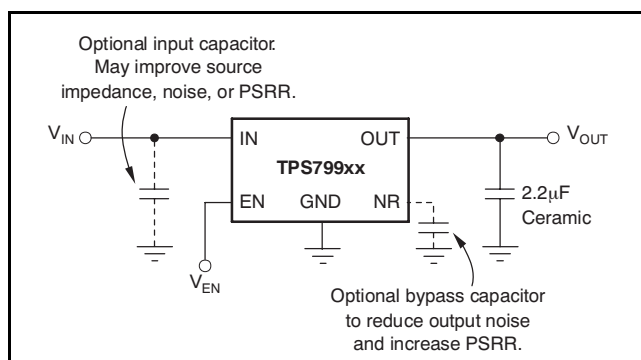 Optional input capacitor.
May improve source
impedance, noise, or PSRR.
V_IN
IN
OUT
V_OUT
TPS799xx
EN
GND
NR
2.2μF
Ceramic
V_EN
Optional bypass capacitor
to reduce output noise
and increase PSRR.